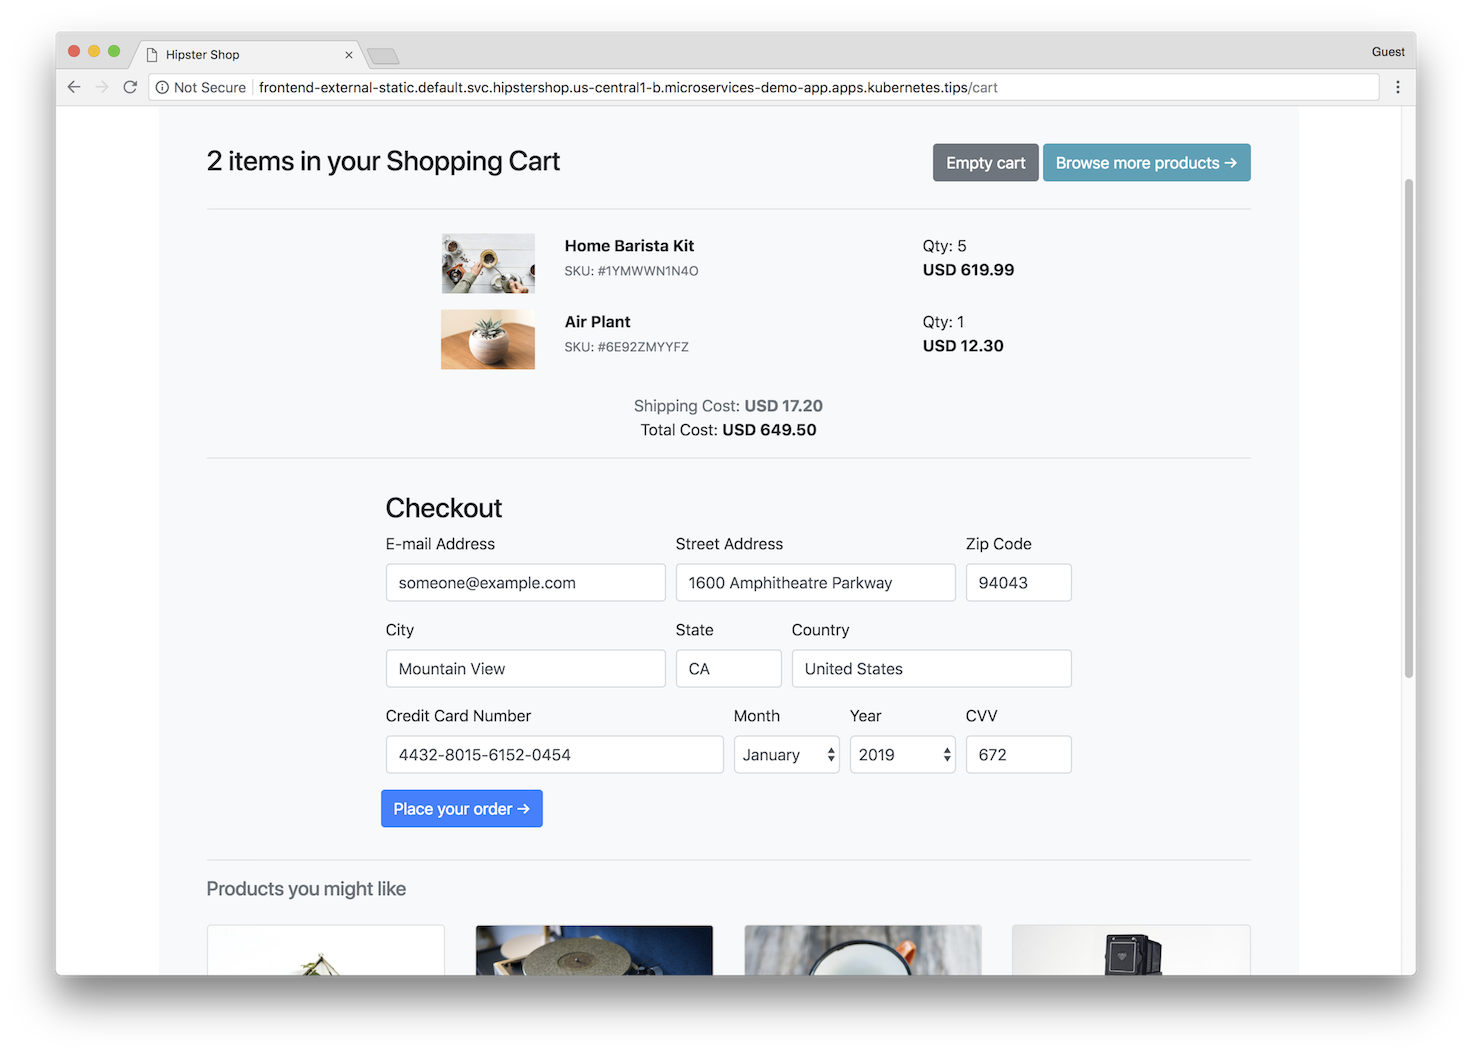 Hipster Shop
Guest
Not Secure frontend-external-static.default.svc.hipstershop.us-central1-b.microservices-demo-app.apps.kubernetes.tips/cart
2 items in your Shopping Cart
Empty cart
Browse more products →
Home Barista Kit
SKU: #1YMWWN1N4O
Qty: 5
USD 619.99
Air Plant
SKU: #6E92ZMYYFZ
Qty: 1
USD 12.30
Shipping Cost: USD 17.20
Total Cost: USD 649.50
Checkout
E-mail Address Street Address Zip Code
someone@example.com 1600 Amphitheatre Parkway 94043
City State Country
Mountain View CA United States
Credit Card Number Month Year CVV
4432-8015-6152-0454 January 2019 672
Place your order →
Products you might like